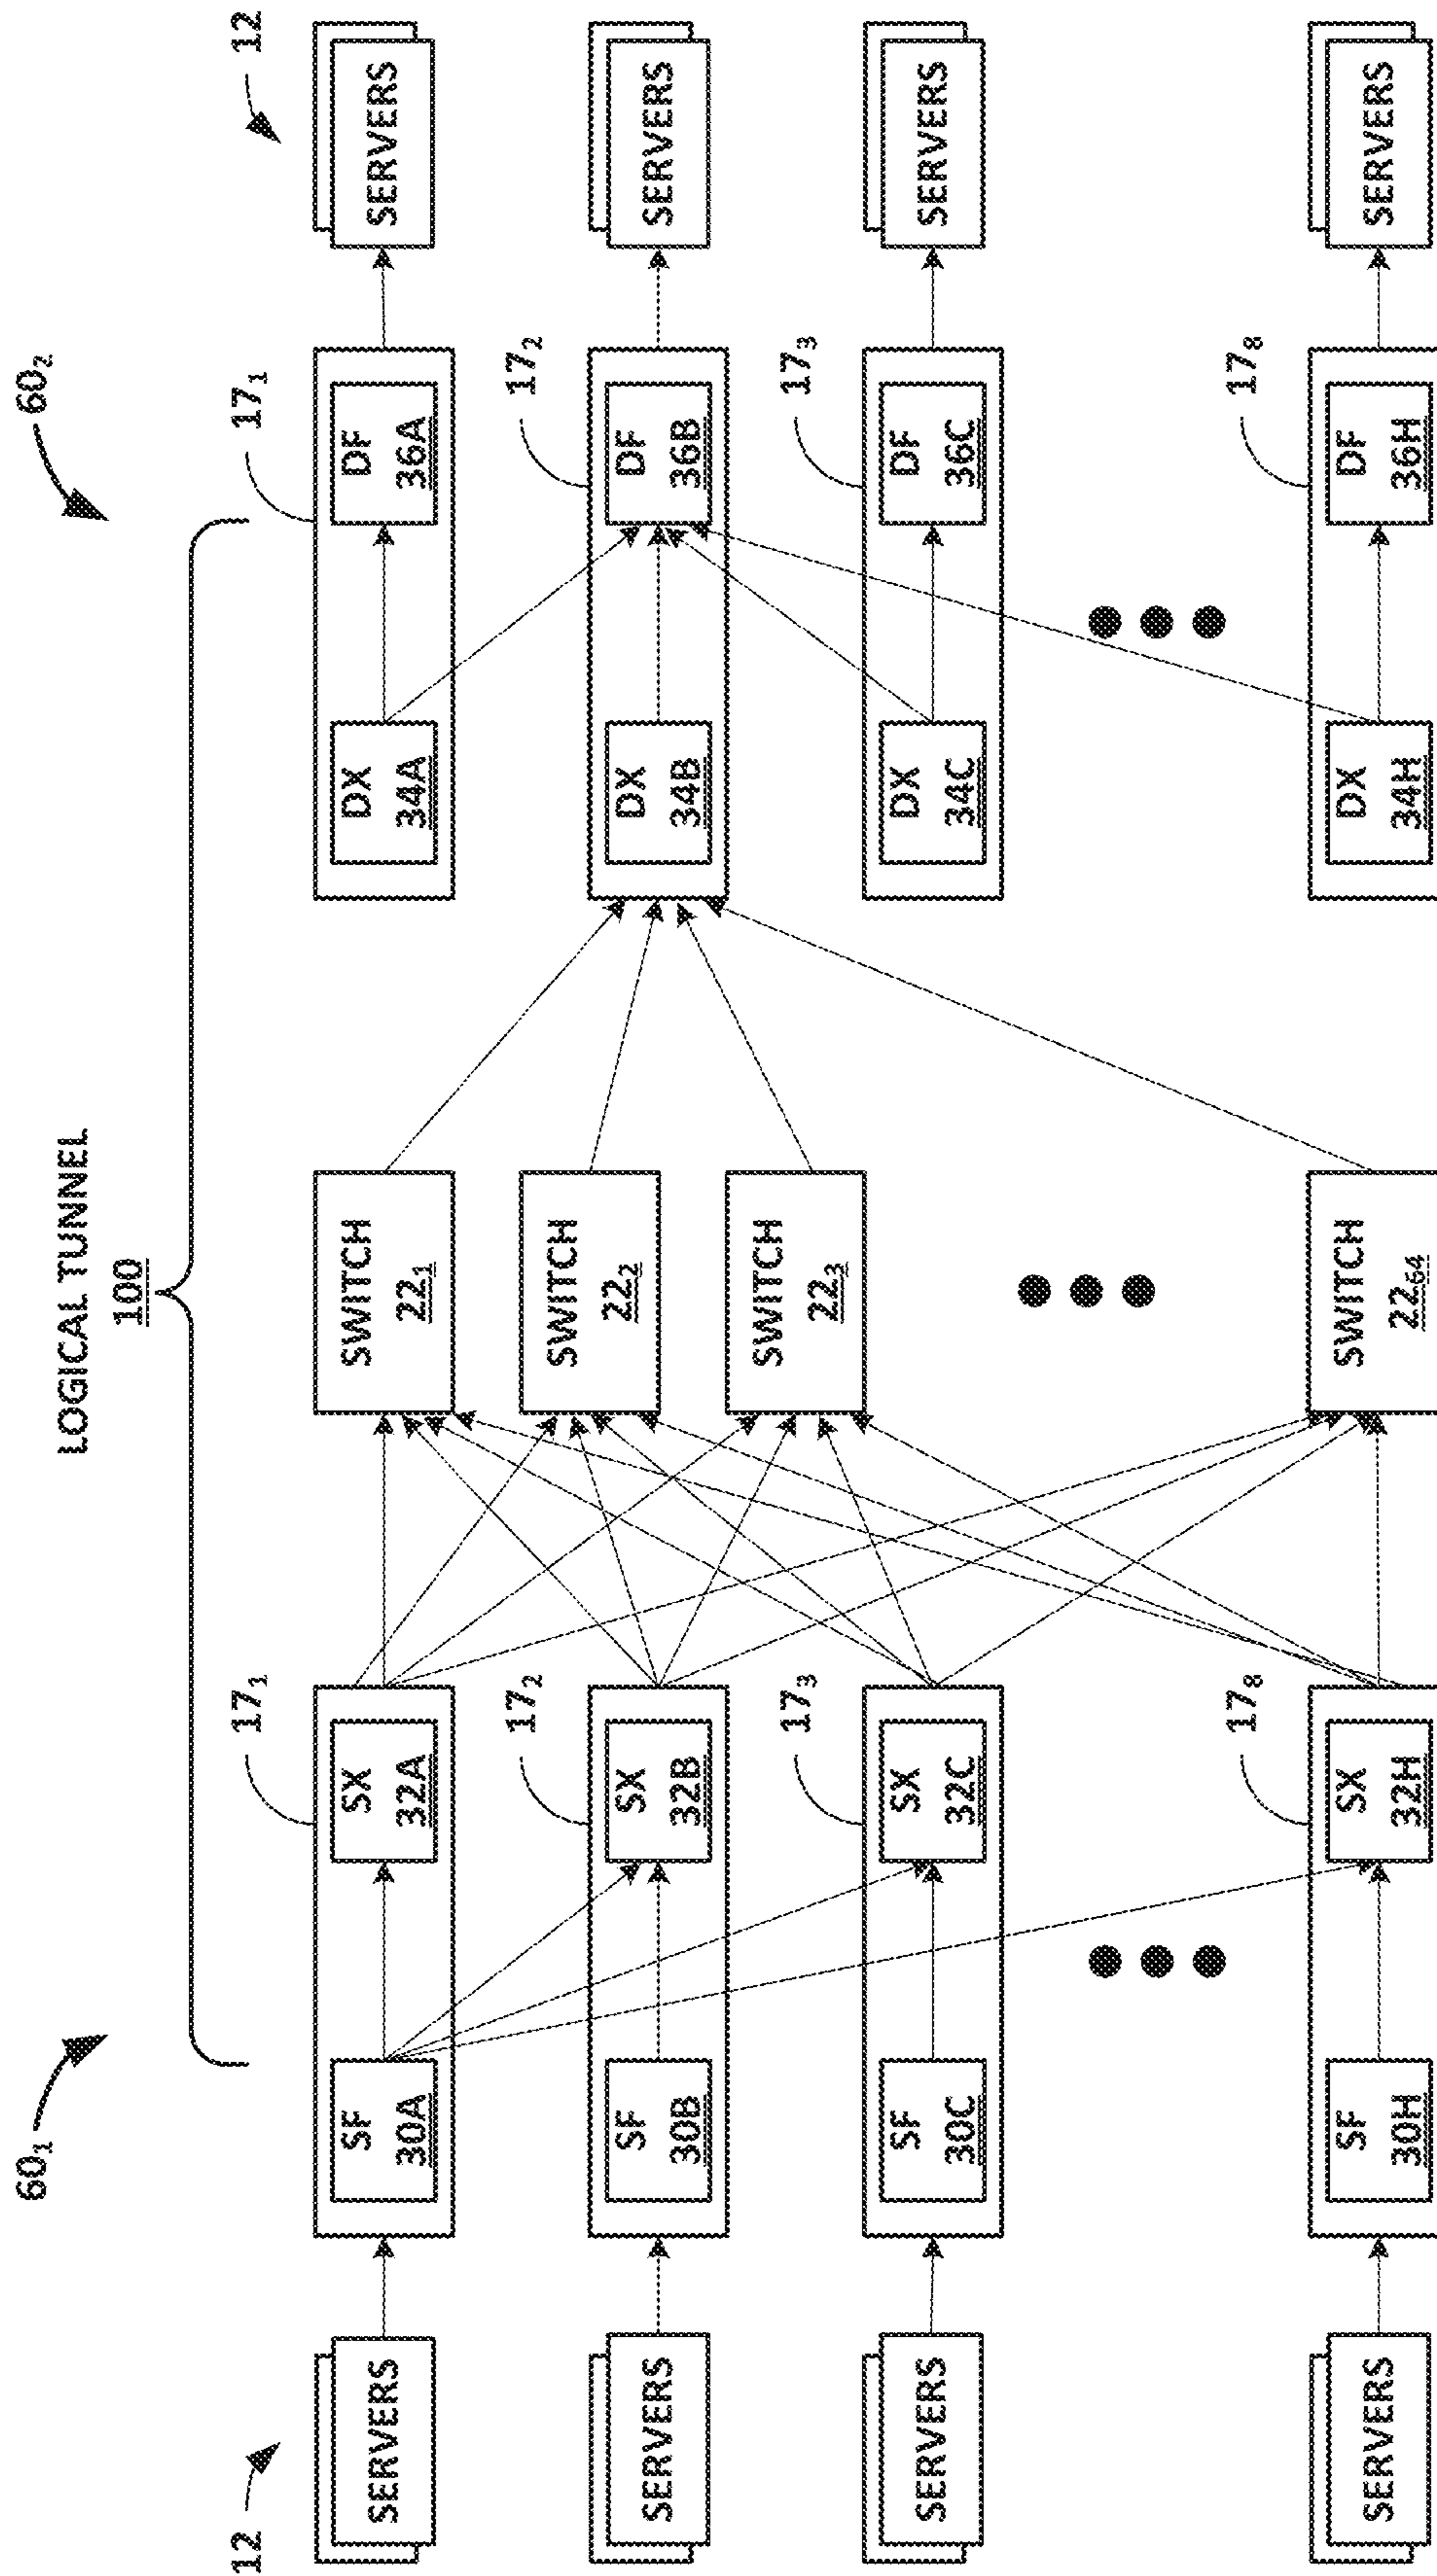 60₁
60₂
LOGICAL TUNNEL
100
12
17₁
17₁
12
SERVERS
SF
30A
SX
32A
SWITCH
22₁
DX
34A
DF
36A
SERVERS
17₂
SWITCH
22₂
17₂
SERVERS
SF
30B
SX
32B
DX
34B
DF
36B
SERVERS
17₃
SWITCH
22₃
17₃
SERVERS
SF
30C
SX
32C
DX
34C
DF
36C
SERVERS
17₈
17₈
SERVERS
SF
30H
SX
32H
SWITCH
22₆₄
DX
34H
DF
36H
SERVERS